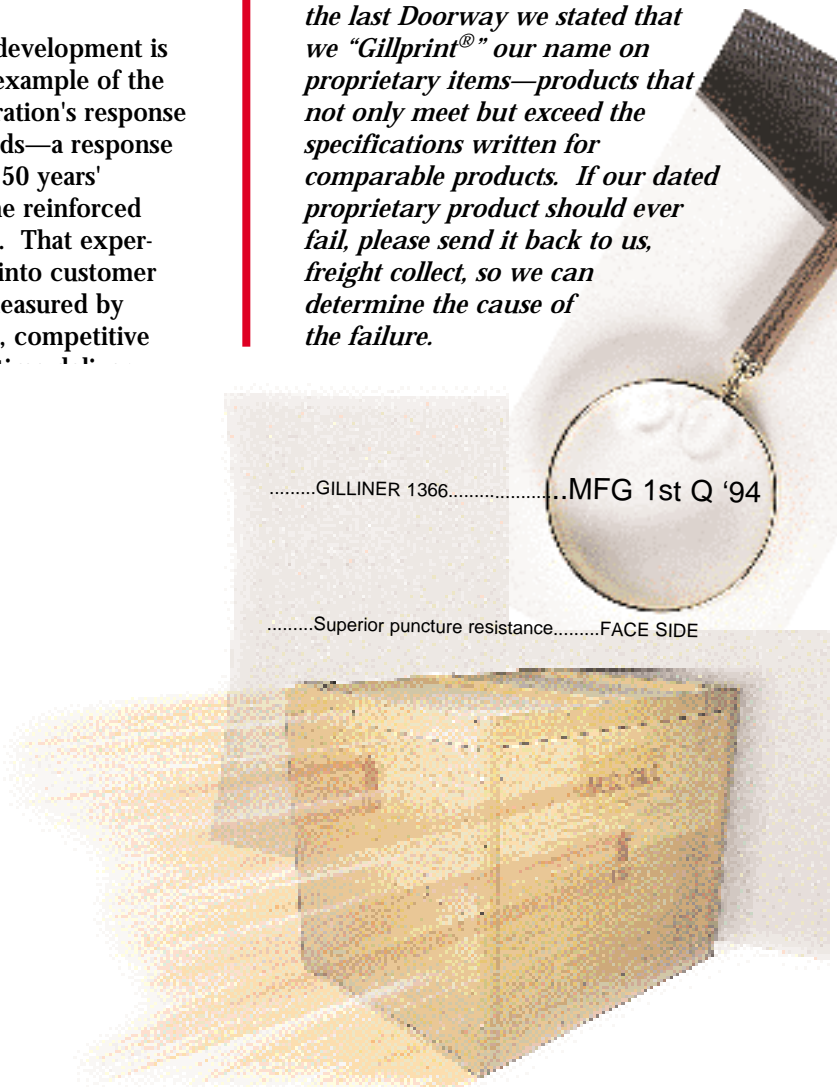 development is
example of the
ration's response
ds—a response
50 years'
ne reinforced
. That exper-
into customer
easured by
, competitive
the last Doorway we stated that
we “Gillprint®” our name on
proprietary items—products that
not only meet but exceed the
specifications written for
comparable products. If our dated
proprietary product should ever
fail, please send it back to us,
freight collect, so we can
determine the cause of
the failure.
.........GILLINER 1366.......................MFG 1st Q ‘94
.........Superior puncture resistance.........FACE SIDE